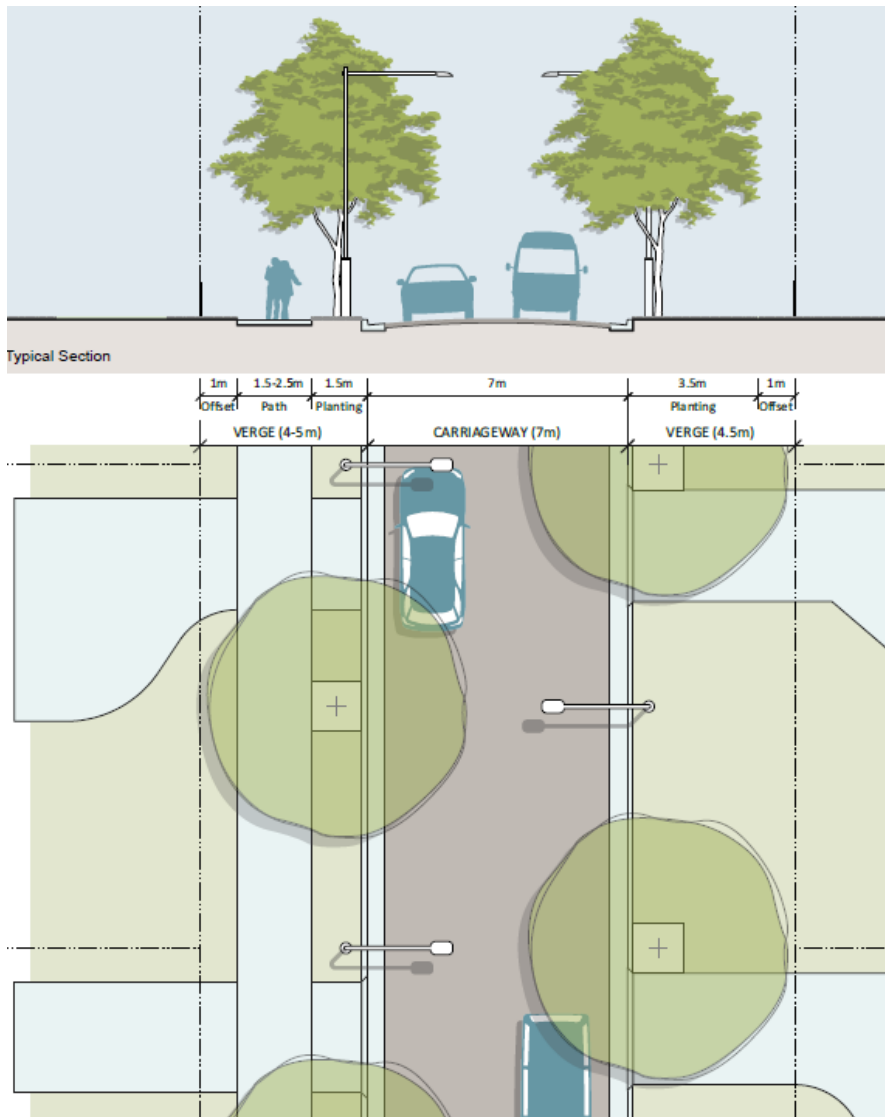 Typical Section
1m 1.5-2.5m 1.5m 7m 3.5m 1m
Offset Path Planting Planting Offset
VERGE (4-5m) CARRIAGEWAY (7m) VERGE (4.5m)